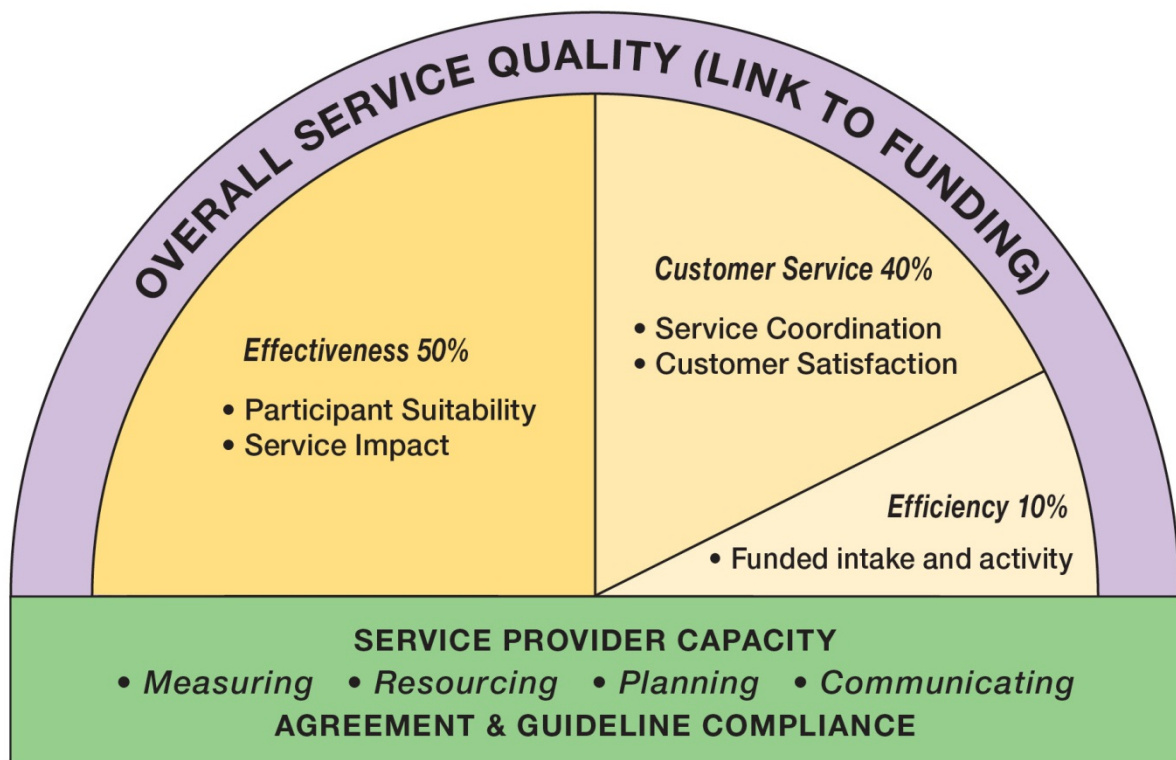 OVERALL SERVICE QUALITY (LINK TO FUNDING)
Effectiveness 50%
• Participant Suitability
• Service Impact
Customer Service 40%
• Service Coordination
• Customer Satisfaction
Efficiency 10%
• Funded intake and activity
SERVICE PROVIDER CAPACITY
• Measuring • Resourcing • Planning • Communicating
AGREEMENT & GUIDELINE COMPLIANCE